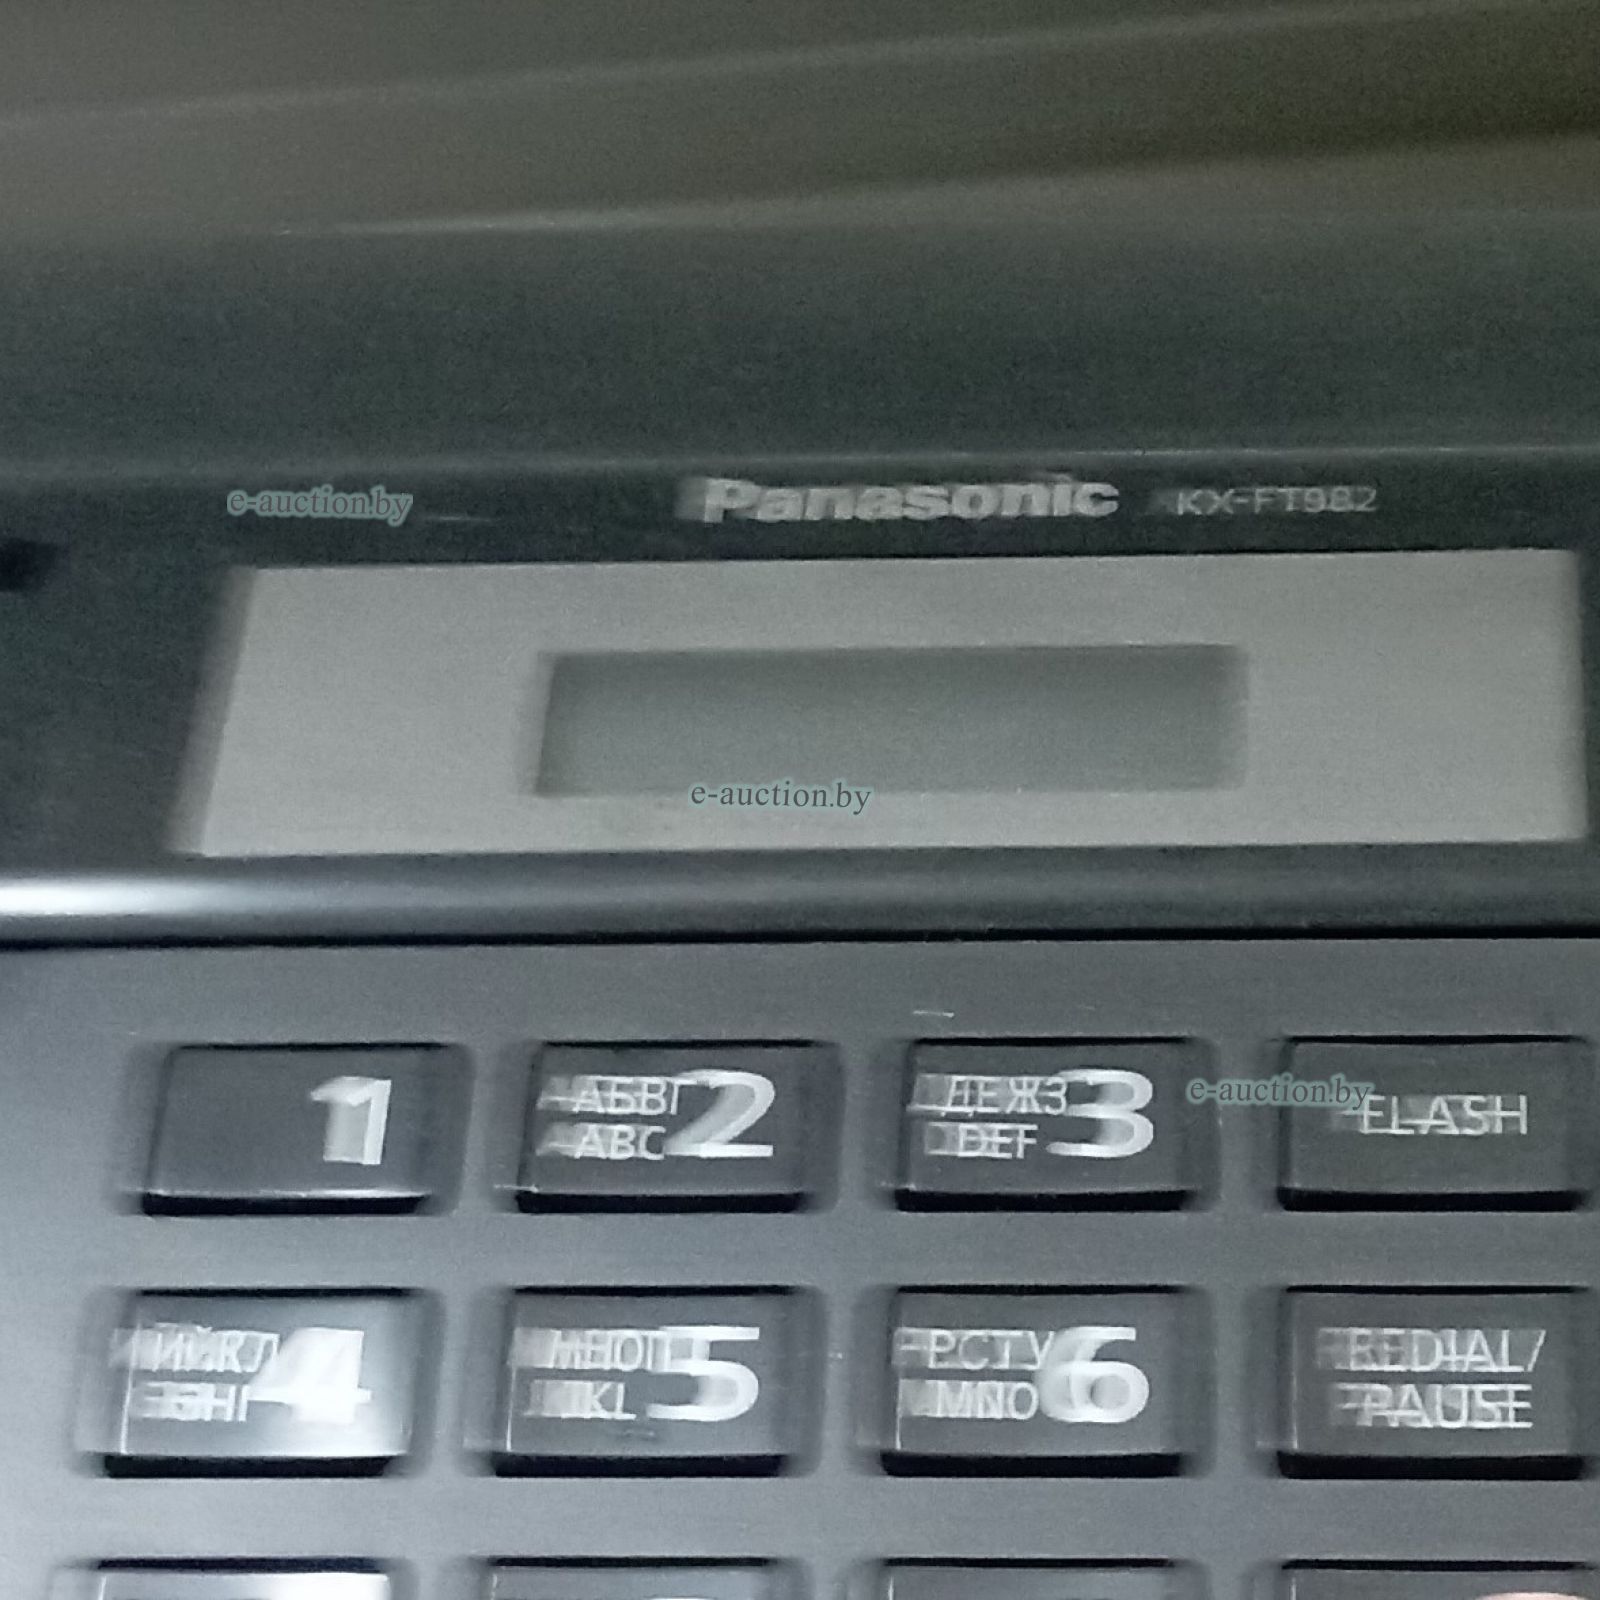 Panasonic KX-FT982
e-auction.by
e-auction.by
1
АБВГ 2
ABC
ДЕЖЗ 3
DEF
e-auction.by
FLASH
ИЙКЛ 4
GHI
МНОП 5
JKL
РСТУ 6
MNO
REDIAL/
PAUSE